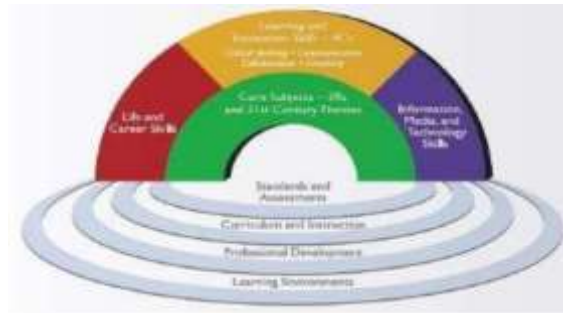 Learning and
Innovation Skills – 4Cs
Critical thinking • Communication
Collaboration • Creativity
Core Subjects – 3Rs
and 21st Century Themes
Life and
Career Skills
Information,
Media, and
Technology
Skills
Standards and
Assessments
Curriculum and Instruction
Professional Development
Learning Environments